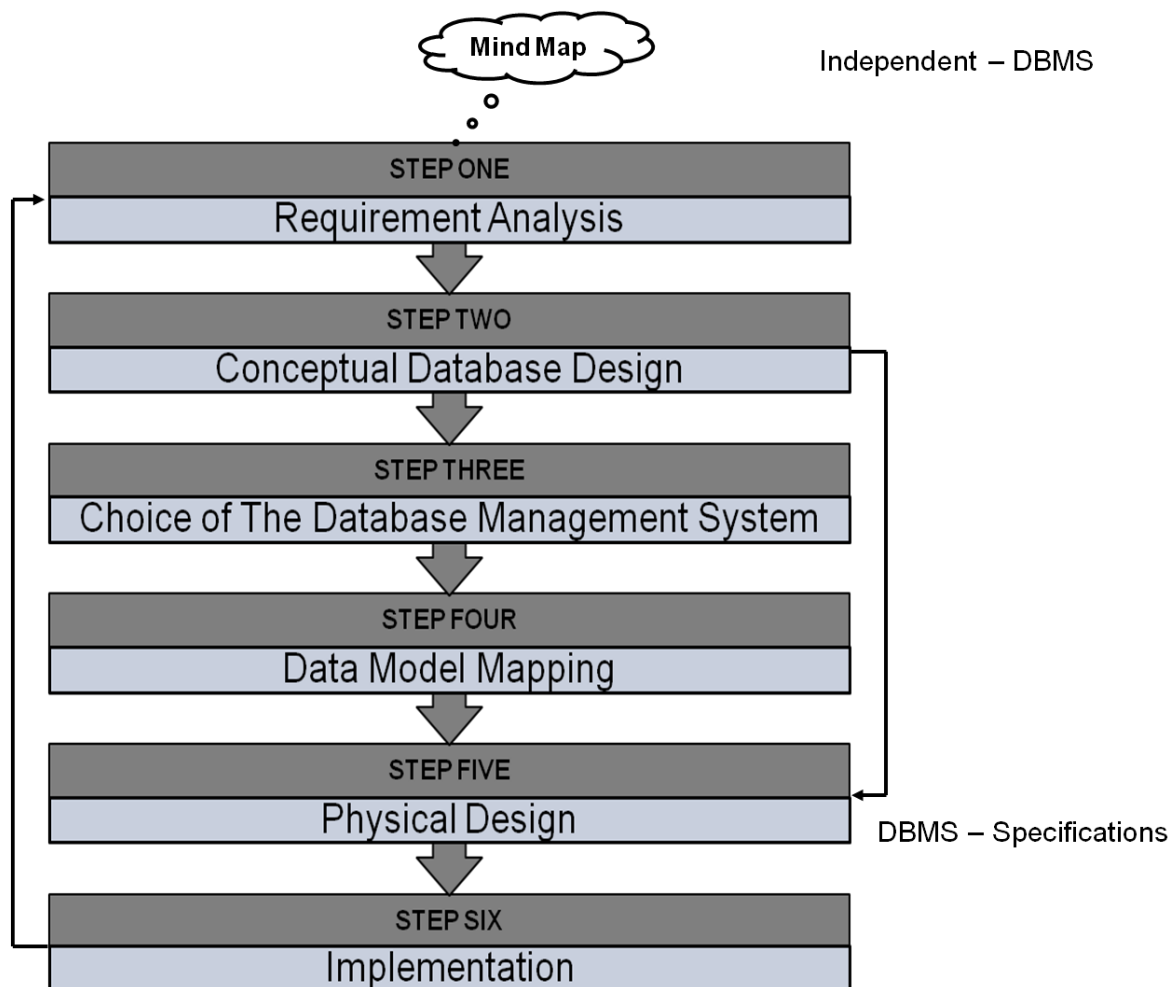 Mind Map
Independent – DBMS
STEP ONE
Requirement Analysis
STEP TWO
Conceptual Database Design
STEP THREE
Choice of The Database Management System
STEP FOUR
Data Model Mapping
STEP FIVE
Physical Design
DBMS – Specifications
STEP SIX
Implementation